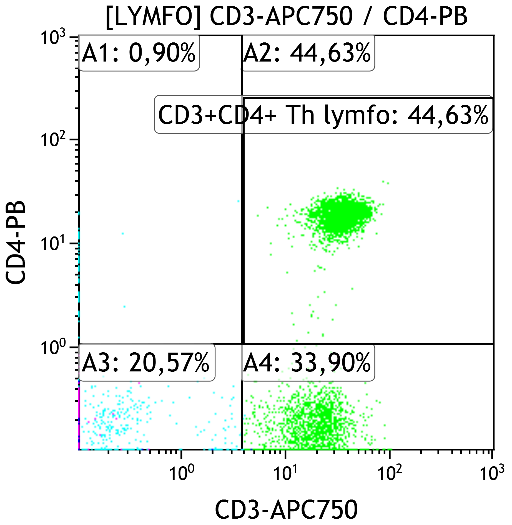 [LYMFO] CD3-APC750 / CD4-PB
10³
A1: 0,90%
A2: 44,63%
CD3+CD4+ Th lymfo: 44,63%
10²
CD4-PB
10¹
10⁰
A3: 20,57%
A4: 33,90%
10⁰ 10¹ 10² 10³
CD3-APC750